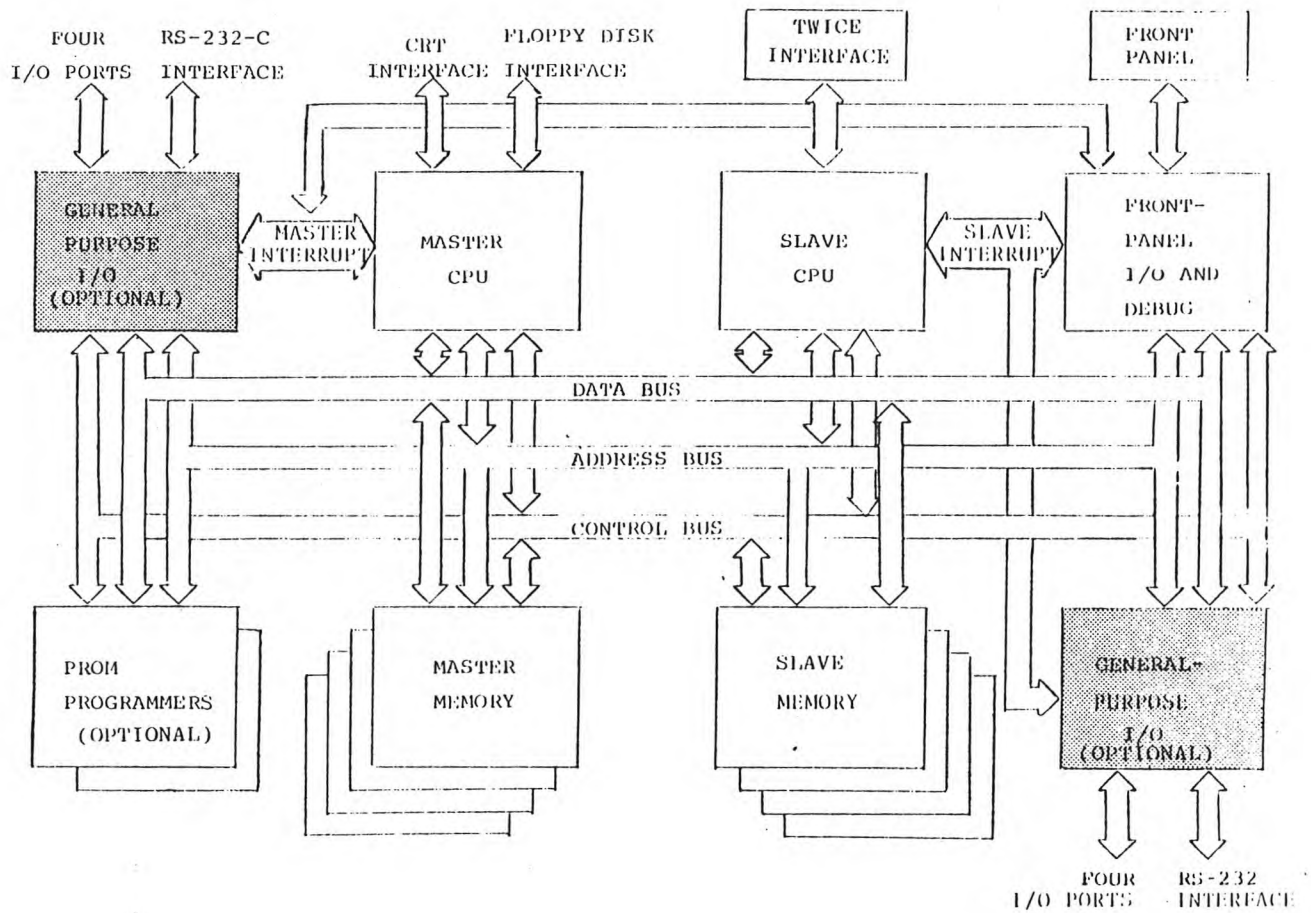 FOUR
I/O PORTS
RS-232-C
INTERFACE
CRT
INTERFACE
FLOPPY DISK
INTERFACE
TWICE
INTERFACE
FRONT
PANEL
GENERAL
PURPOSE
I/O
(OPTIONAL)
MASTER
INTERRUPT
MASTER
CPU
SLAVE
CPU
SLAVE
INTERRUPT
FRONT-
PANEL
I/O AND
DEBUG
DATA BUS
ADDRESS BUS
CONTROL BUS
PROM
PROGRAMMERS
(OPTIONAL)
MASTER
MEMORY
SLAVE
MEMORY
GENERAL-
PURPOSE
I/O
(OPTIONAL)
FOUR
I/O PORTS
RS-232
INTERFACE